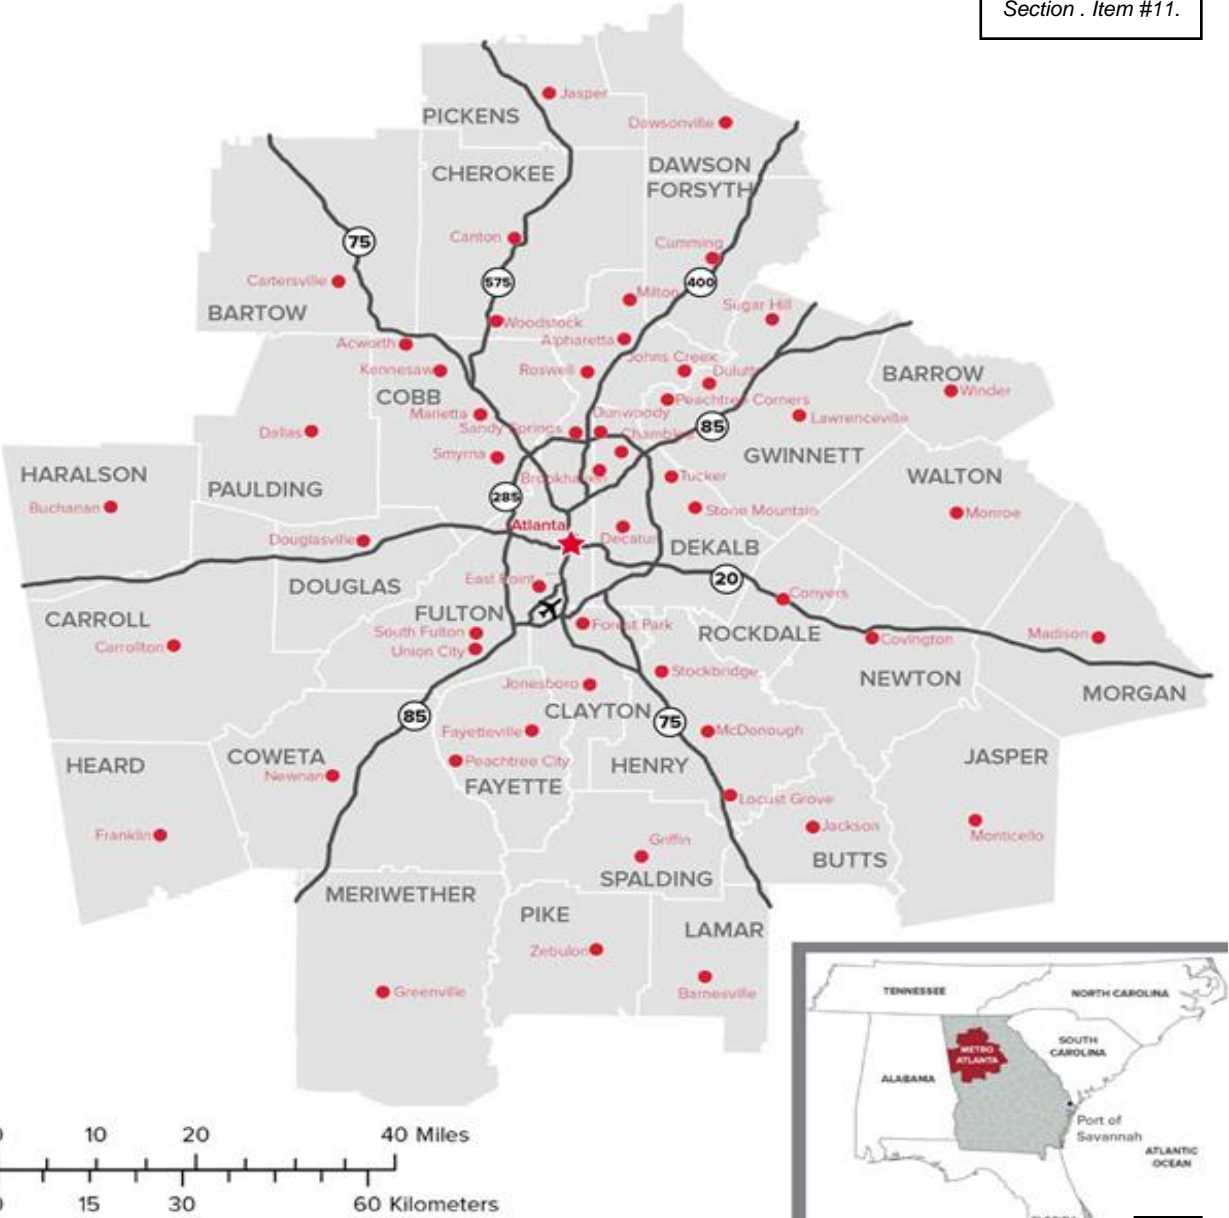 Section . Item #11.
Jasper
PICKENS
Dawsonville
DAWSON
CHEROKEE
FORSYTH
Canton
75
Cumming
Cartersville
575
400
Milton
BARTOW
Sugar Hill
Woodstock
Acworth
Alpharetta
Johns Creek
Kennesaw
Roswell
Duluth
BARROW
COBB
Winder
Peachtree Corners
Marietta
Dunwoody
Lawrenceville
Dallas
Sandy Springs
Chamblee
85
Smyrna
GWINNETT
HARALSON
Brookhaven
Tucker
WALTON
PAULDING
285
Buchanan
Stone Mountain
Monroe
Atlanta
Douglasville
Decatur
DEKALB
DOUGLAS
East Point
20
Conyers
CARROLL
FULTON
South Fulton
Forest Park
ROCKDALE
Carrollton
Union City
Covington
Madison
Stockbridge
NEWTON
Jonesboro
MORGAN
85
CLAYTON
75
Fayetteville
McDonough
HEARD
COWETA
Peachtree City
HENRY
JASPER
Newnan
FAYETTE
Locust Grove
Franklin
Jackson
Monticello
Griffin
BUTTS
SPALDING
MERIWETHER
PIKE
LAMAR
Zebulon
Greenville
Barnesville
TENNESSEE
NORTH CAROLINA
METRO
ATLANTA
SOUTH
CAROLINA
ALABAMA
Port of
Savannah
ATLANTIC
OCEAN
0 10 20 40 Miles
0 15 30 60 Kilometers